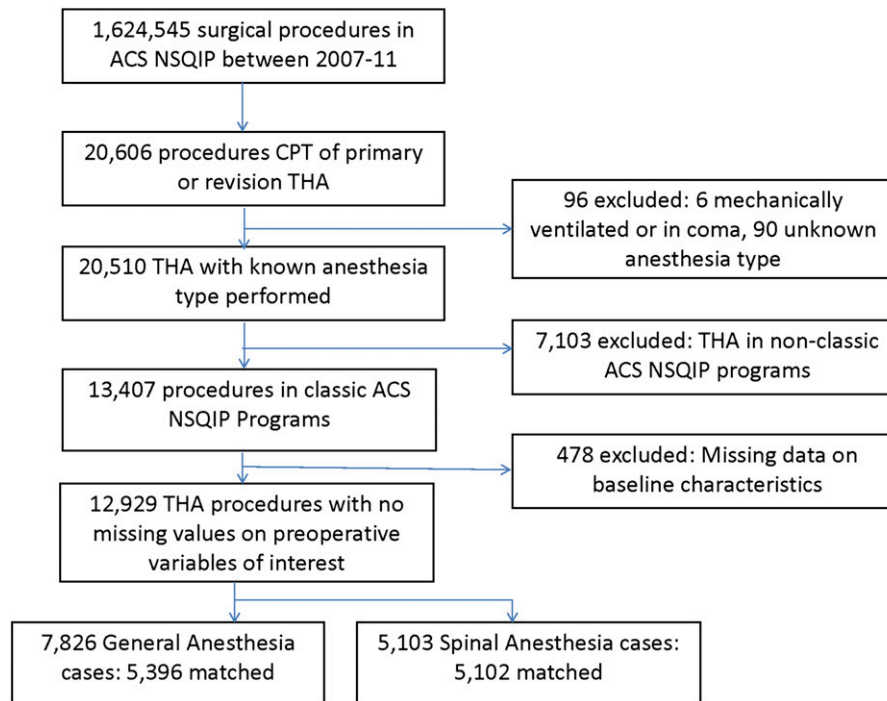 1,624,545 surgical procedures in
ACS NSQIP between 2007-11
20,606 procedures CPT of primary
or revision THA
96 excluded: 6 mechanically
ventilated or in coma, 90 unknown
anesthesia type
20,510 THA with known anesthesia
type performed
7,103 excluded: THA in non-classic
ACS NSQIP programs
13,407 procedures in classic ACS
NSQIP Programs
478 excluded: Missing data on
baseline characteristics
12,929 THA procedures with no
missing values on preoperative
variables of interest
7,826 General Anesthesia
cases: 5,396 matched
5,103 Spinal Anesthesia cases:
5,102 matched